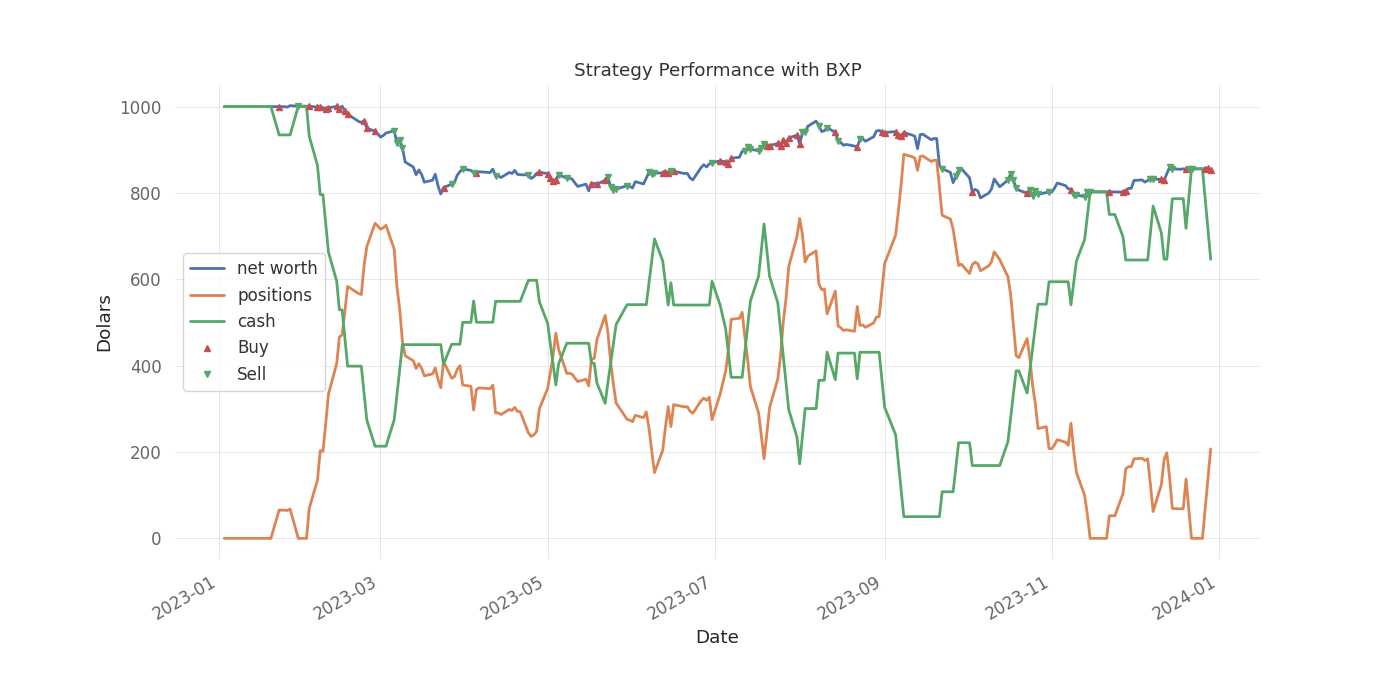 Strategy Performance with BXP
1000
800
600
400
200
0
Dolars
net worth
positions
cash
Buy
Sell
2023-01
2023-03
2023-05
2023-07
2023-09
2023-11
2024-01
Date